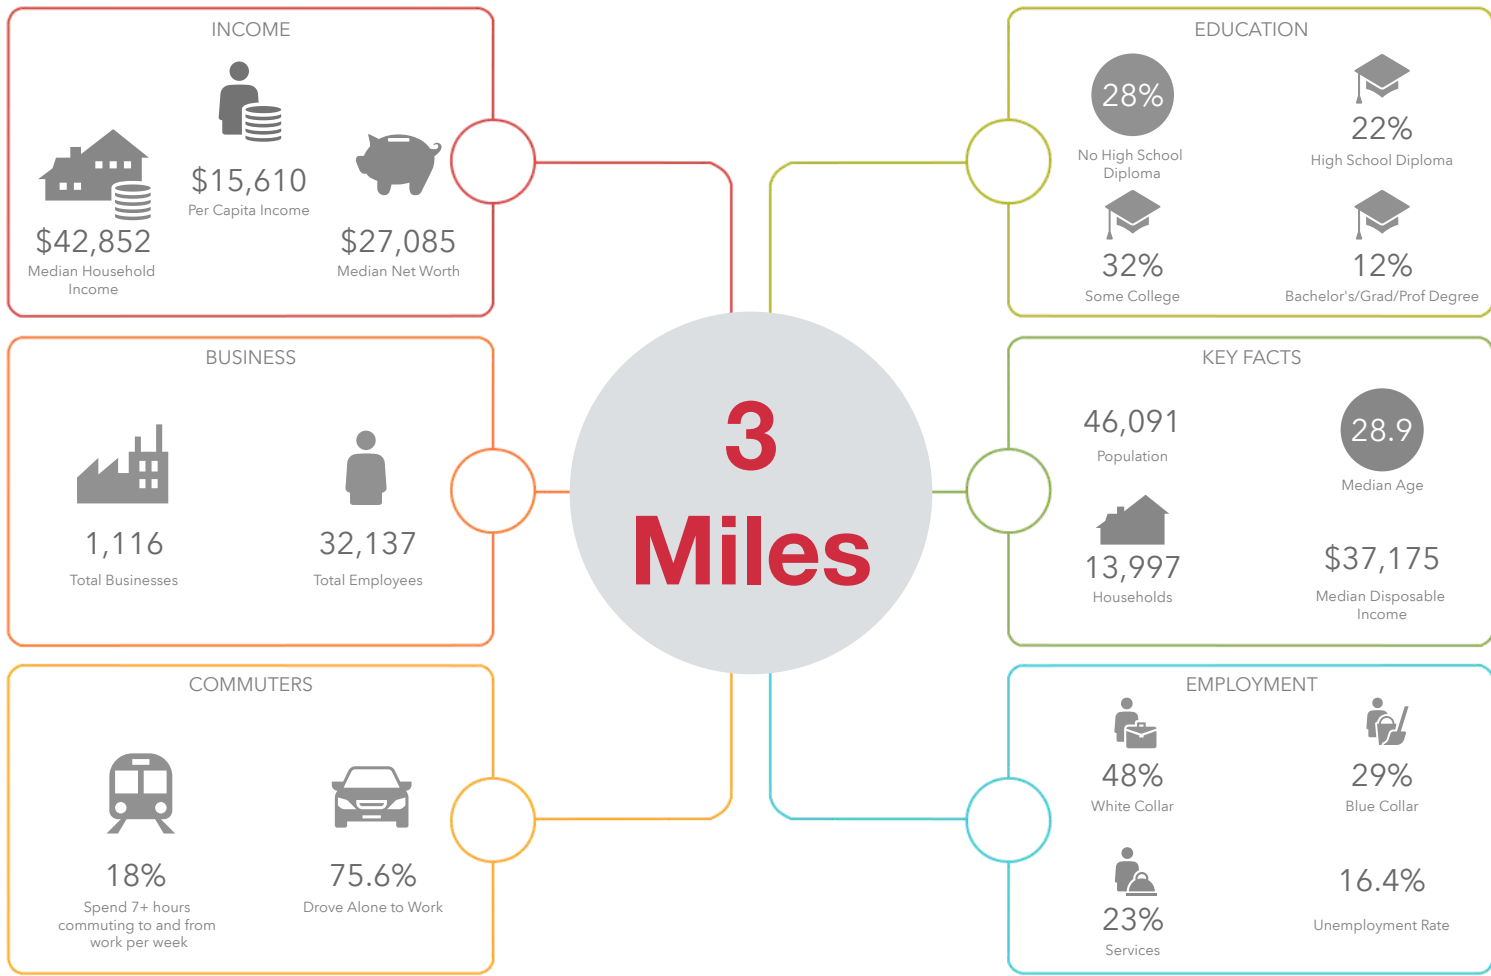 INCOME
$15,610
Per Capita Income
$42,852
Median Household
Income
$27,085
Median Net Worth
BUSINESS
1,116
Total Businesses
32,137
Total Employees
COMMUTERS
18%
Spend 7+ hours
commuting to and from
work per week
75.6%
Drove Alone to Work
3
Miles
EDUCATION
28%
No High School
Diploma
22%
High School Diploma
32%
Some College
12%
Bachelor's/Grad/Prof Degree
KEY FACTS
46,091
Population
28.9
Median Age
13,997
Households
$37,175
Median Disposable
Income
EMPLOYMENT
48%
White Collar
29%
Blue Collar
23%
Services
16.4%
Unemployment Rate